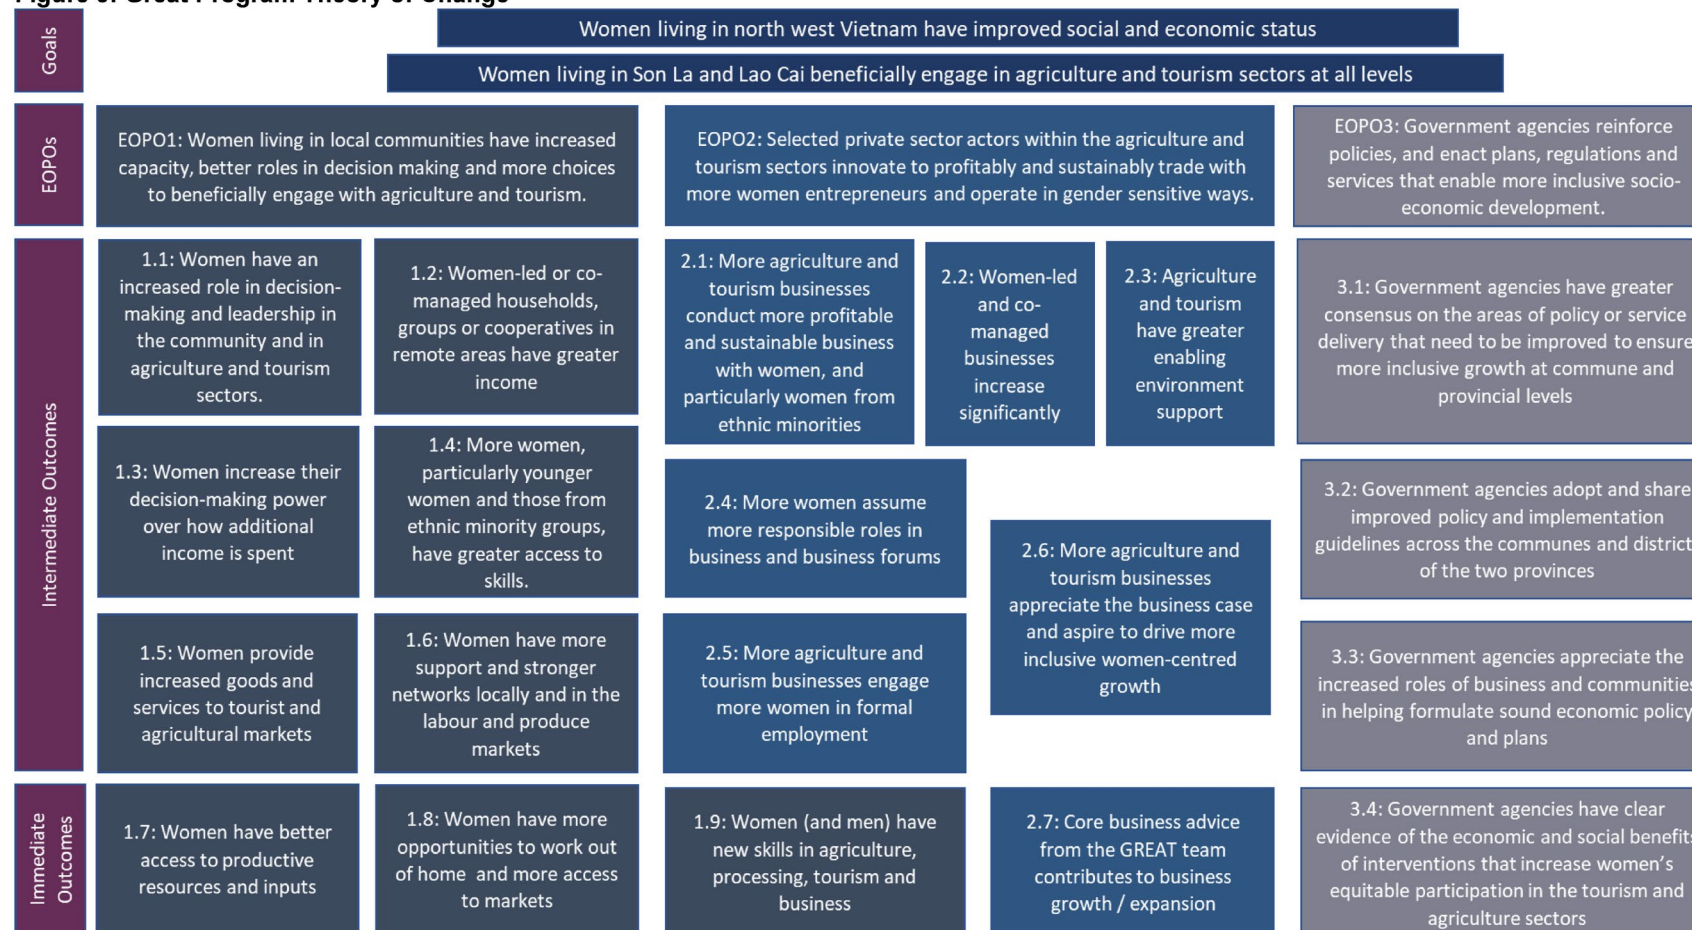 Figure 3: Great Program Theory of Change
Goals
Women living in north west Vietnam have improved social and economic status
Women living in Son La and Lao Cai beneficially engage in agriculture and tourism sectors at all levels
EOPOs
EOPO1: Women living in local communities have increased
capacity, better roles in decision making and more choices
to beneficially engage with agriculture and tourism.
EOPO2: Selected private sector actors within the agriculture and
tourism sectors innovate to profitably and sustainably trade with
more women entrepreneurs and operate in gender sensitive ways.
EOPO3: Government agencies reinforce
policies, and enact plans, regulations and
services that enable more inclusive socio-
economic development.
Intermediate Outcomes
1.1: Women have an
increased role in decision-
making and leadership in
the community and in
agriculture and tourism
sectors.
1.2: Women-led or co-
managed households,
groups or cooperatives in
remote areas have greater
income
2.1: More agriculture and
tourism businesses
conduct more profitable
and sustainable business
with women, and
particularly women from
ethnic minorities
2.2: Women-led
and co-
managed
businesses
increase
significantly
2.3: Agriculture
and tourism
have greater
enabling
environment
support
3.1: Government agencies have greater
consensus on the areas of policy or service
delivery that need to be improved to ensure
more inclusive growth at commune and
provincial levels
1.3: Women increase their
decision-making power
over how additional
income is spent
1.4: More women,
particularly younger
women and those from
ethnic minority groups,
have greater access to
skills.
2.4: More women assume
more responsible roles in
business and business forums
2.6: More agriculture and
tourism businesses
appreciate the business case
and aspire to drive more
inclusive women-centred
growth
3.2: Government agencies adopt and share
improved policy and implementation
guidelines across the communes and district
of the two provinces
1.5: Women provide
increased goods and
services to tourist and
agricultural markets
1.6: Women have more
support and stronger
networks locally and in the
labour and produce
markets
2.5: More agriculture and
tourism businesses engage
more women in formal
employment
3.3: Government agencies appreciate the
increased roles of business and communities
in helping formulate sound economic policy
and plans
Immediate
Outcomes
1.7: Women have better
access to productive
resources and inputs
1.8: Women have more
opportunities to work out
of home and more access
to markets
1.9: Women (and men) have
new skills in agriculture,
processing, tourism and
business
2.7: Core business advice
from the GREAT team
contributes to business
growth / expansion
3.4: Government agencies have clear
evidence of the economic and social benefits
of interventions that increase women's
equitable participation in the tourism and
agriculture sectors